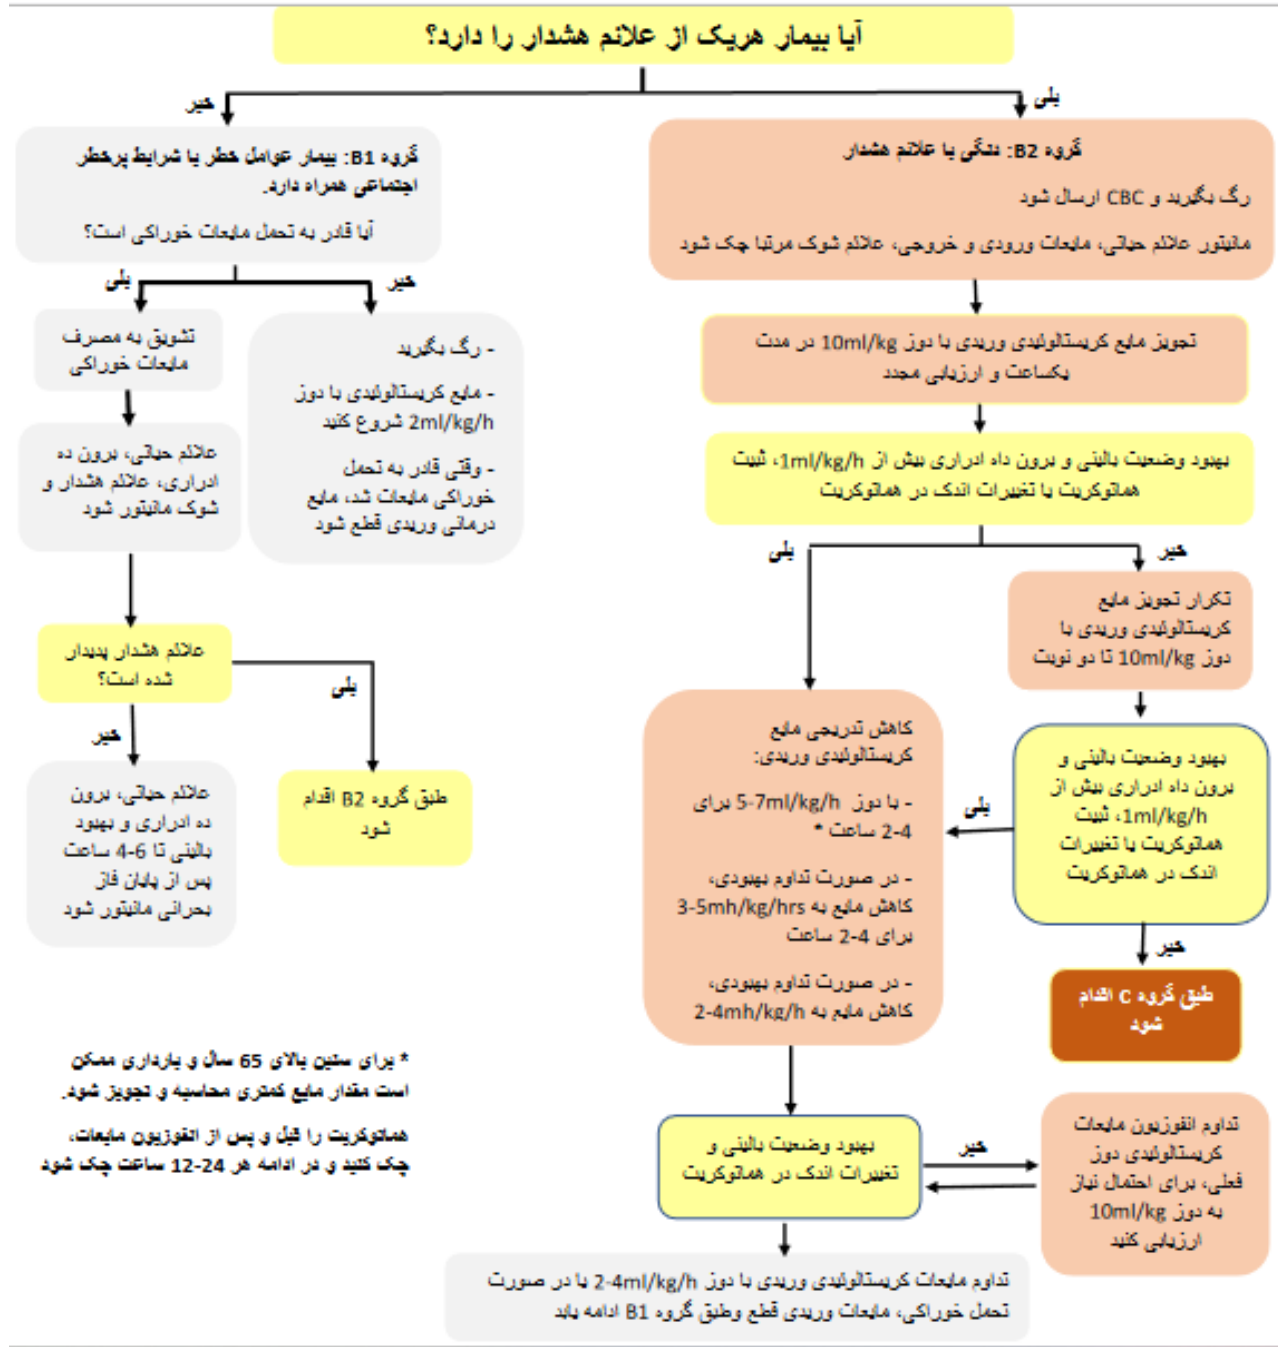 آیا بیمار هریک از علائم هشدار را دارد؟
خیر
بلی
گروه B1: بیمار عوامل خطر یا شرایط پرخطر
اجتماعی همراه دارد.
آیا قادر به تحمل مایعات خوراکی است؟
بلی
خیر
تشویق به مصرف
مایعات خوراکی
- رگ بگیرید
- مایع کریستالوئیدی با دوز
2ml/kg/h شروع کنید
- وقتی قادر به تحمل
خوراکی مایعات شد، مایع
درمانی وریدی قطع شود
علائم حیاتی، برون ده
ادراری، علائم هشدار و
شوک مانیتور شود
علائم هشدار پدیدار
شده است؟
بلی
خیر
طبق گروه B2 اقدام
شود
علائم حیاتی، برون
ده ادراری و بهبود
بالینی تا 6-4 ساعت
پس از پایان فاز
بحرانی مانیتور شود
گروه B2: دنگی با علائم هشدار
رگ بگیرید و CBC ارسال شود
مانیتور علائم حیاتی، مایعات ورودی و خروجی، علائم شوک مرتبا چک شود
تجویز مایع کریستالوئیدی وریدی با دوز 10ml/kg در مدت
یکساعت و ارزیابی مجدد
بهبود وضعیت بالینی و برون داه ادراری بیش از 1ml/kg/h، ثبیت
هماتوکریت یا تغییرات اندک در هماتوکریت
بلی
خیر
تکرار تجویز مایع
کریستالوئیدی وریدی با
دوز 10ml/kg تا دو نوبت
بهبود وضعیت بالینی و
برون داه ادراری بیش از
1ml/kg/h، ثبیت
هماتوکریت یا تغییرات
اندک در هماتوکریت
بلی
خیر
طبق گروه C اقدام
شود
کاهش تدریجی مایع
کریستالوئیدی وریدی:
- با دوز 5-7ml/kg/h برای
2-4 ساعت *
- در صورت تداوم بهبودی،
کاهش مایع به 3-5mh/kg/hrs
برای 4-2 ساعت
- در صورت تداوم بهبودی،
کاهش مایع به 2-4mh/kg/h
بهبود وضعیت بالینی و
تغییرات اندک در هماتوکریت
خیر
تداوم انفوزیون مایعات
کریستالوئیدی دوز
فعلی، برای احتمال نیاز
به دوز 10ml/kg
ارزیابی کنید
تداوم مایعات کریستالوئیدی وریدی با دوز 2-4ml/kg/h یا در صورت
تحمل خوراکی، مایعات وریدی قطع وطبق گروه B1 ادامه یابد
* برای سنین بالای 65 سال و بارداری ممکن
است مقدار مایع کمتری محاسبه و تجویز شود.
هماتوکریت را قبل و پس از انفوزیون مایعات،
چک کنید و در ادامه هر 24-12 ساعت چک شود